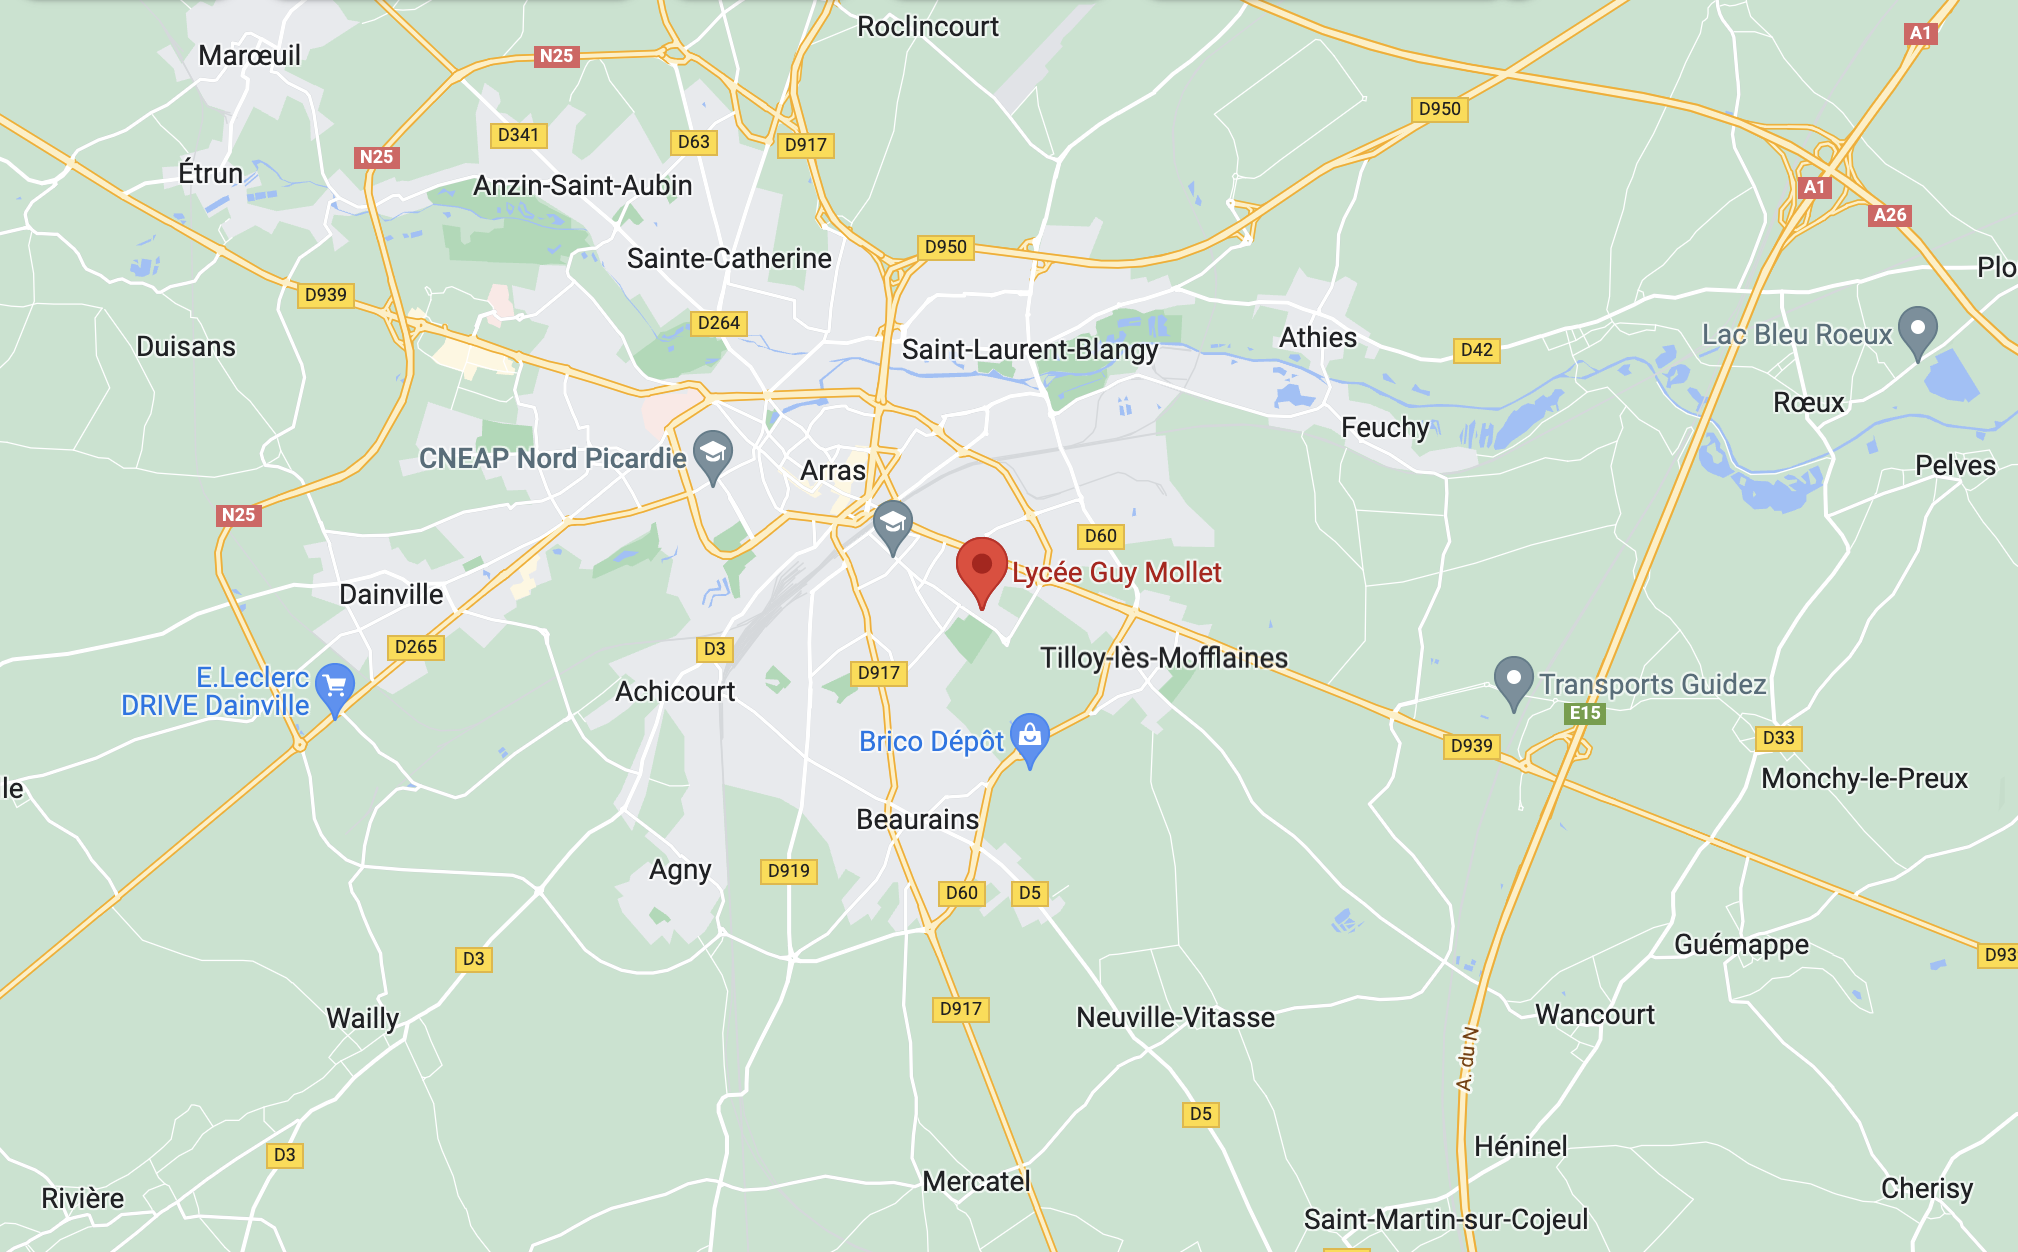 Roclincourt
A1
Marœuil
N25
D950
D341
D63
D917
N25
Étrun
Anzin-Saint-Aubin
A1
A26
D950
Sainte-Catherine
Plo
D939
D264
Lac Bleu Roeux
Duisans
Saint-Laurent-Blangy
Athies
D42
Rœux
Feuchy
CNEAP Nord Picardie
Arras
Pelves
N25
D60
Lycée Guy Mollet
Dainville
D265
D3
Tilloy-lès-Mofflaines
E.Leclerc
DRIVE Dainville
D917
Achicourt
Transports Guidez
E15
Brico Dépôt
D939
D33
le
Monchy-le-Preux
Beaurains
Agny
D919
D60
D5
Guémappe
D93
D3
D917
Wailly
Neuville-Vitasse
Wancourt
A. du N
D5
D3
Héninel
Mercatel
Rivière
Cherisy
Saint-Martin-sur-Cojeul